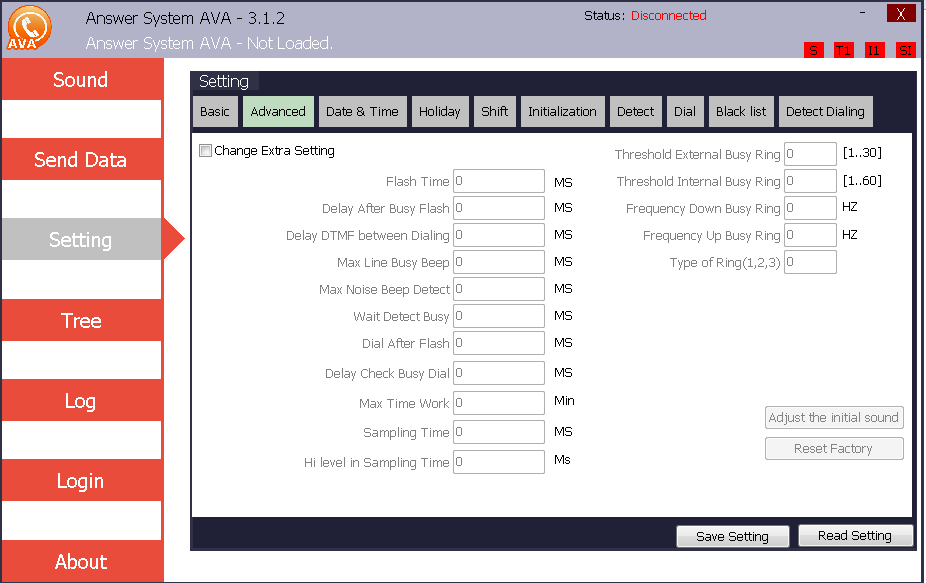 Answer System AVA - 3.1.2
Status: Disconnected
-
X
AVA
Answer System AVA - Not Loaded.
S T1 I1 SI
Sound
Send Data
Setting
Tree
Log
Login
About
Setting
Basic Advanced Date & Time Holiday Shift Initialization Detect Dial Black list Detect Dialing
Change Extra Setting
Flash Time 0 MS
Delay After Busy Flash 0 MS
Delay DTMF between Dialing 0 MS
Max Line Busy Beep 0 MS
Max Noise Beep Detect 0 MS
Wait Detect Busy 0 MS
Dial After Flash 0 MS
Delay Check Busy Dial 0 MS
Max Time Work 0 Min
Sampling Time 0 MS
Hi level in Sampling Time 0 Ms
Threshold External Busy Ring 0 [1..30]
Threshold Internal Busy Ring 0 [1..60]
Frequency Down Busy Ring 0 HZ
Frequency Up Busy Ring 0 HZ
Type of Ring(1,2,3) 0
Adjust the initial sound
Reset Factory
Save Setting Read Setting